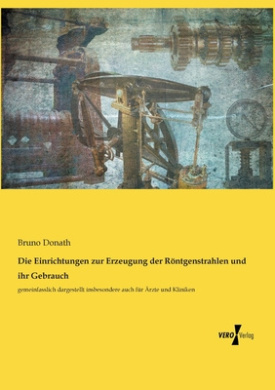 Bruno Donath
Die Einrichtungen zur Erzeugung der Röntgenstrahlen und
ihr Gebrauch
gemeinfasslich dargestellt insbesondere auch für Ärzte und Kliniken
VERO Verlag